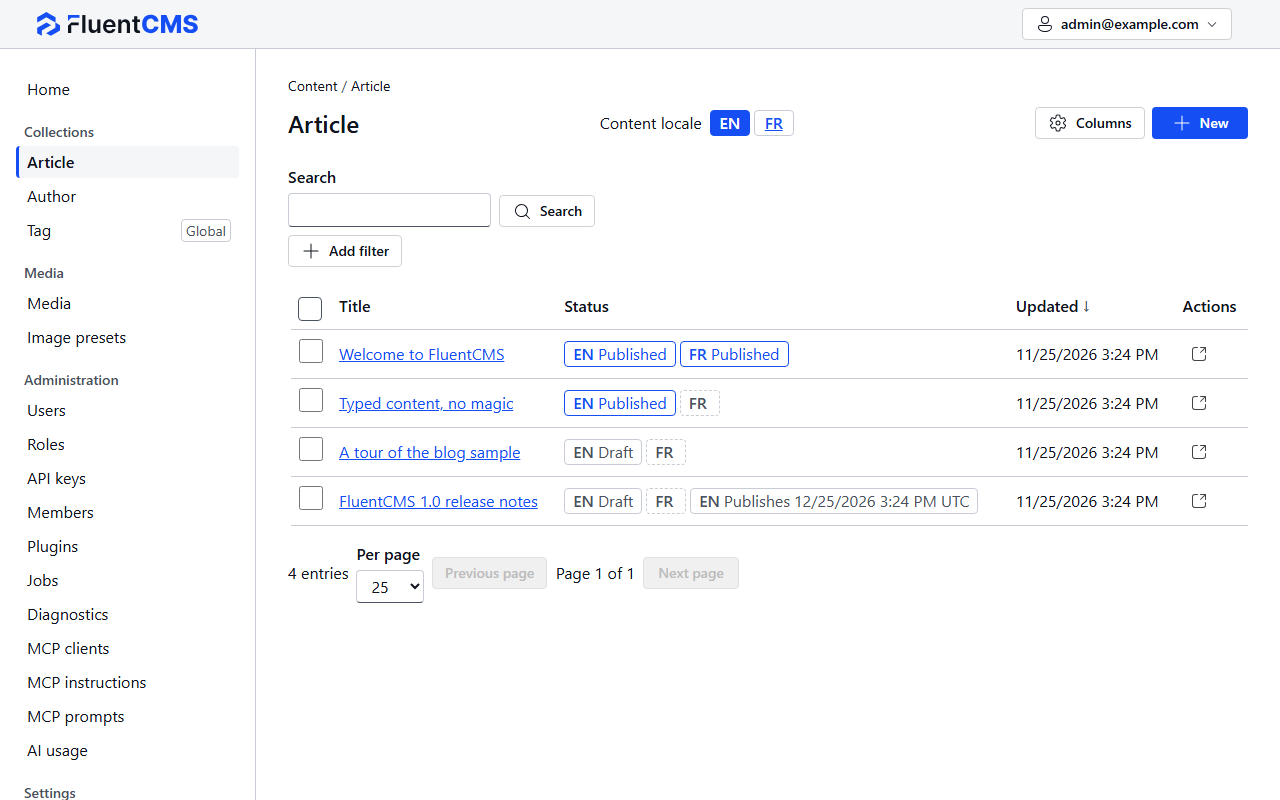 FluentCMS
admin@example.com
Home
Collections
Article
Author
Tag Global
Media
Media
Image presets
Administration
Users
Roles
API keys
Members
Plugins
Jobs
Diagnostics
MCP clients
MCP instructions
MCP prompts
AI usage
Settings
Content / Article
Article
Content locale EN FR
Columns
New
Search
Search
Add filter
Title Status Updated ↓ Actions
Welcome to FluentCMS EN Published FR Published 11/25/2026 3:24 PM
Typed content, no magic EN Published FR 11/25/2026 3:24 PM
A tour of the blog sample EN Draft FR 11/25/2026 3:24 PM
FluentCMS 1.0 release notes EN Draft FR EN Publishes 12/25/2026 3:24 PM UTC 11/25/2026 3:24 PM
Per page
4 entries 25 Previous page Page 1 of 1 Next page